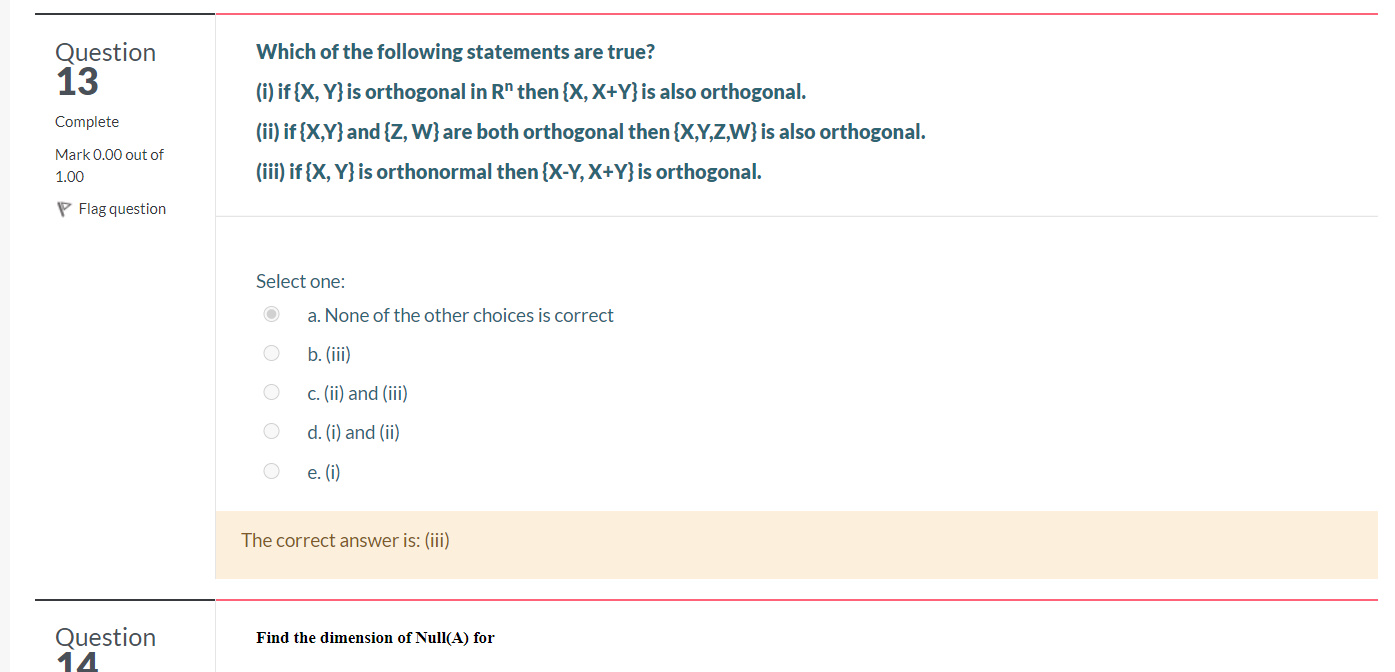 Question
13
Complete
Mark 0.00 out of
1.00
Flag question
Which of the following statements are true?
(i) if {X, Y} is orthogonal in Rⁿ then {X, X+Y} is also orthogonal.
(ii) if {X,Y} and {Z, W} are both orthogonal then {X,Y,Z,W} is also orthogonal.
(iii) if {X, Y} is orthonormal then {X-Y, X+Y} is orthogonal.
Select one:
a. None of the other choices is correct
b. (iii)
c. (ii) and (iii)
d. (i) and (ii)
e. (i)
The correct answer is: (iii)
Question
14
Find the dimension of Null(A) for